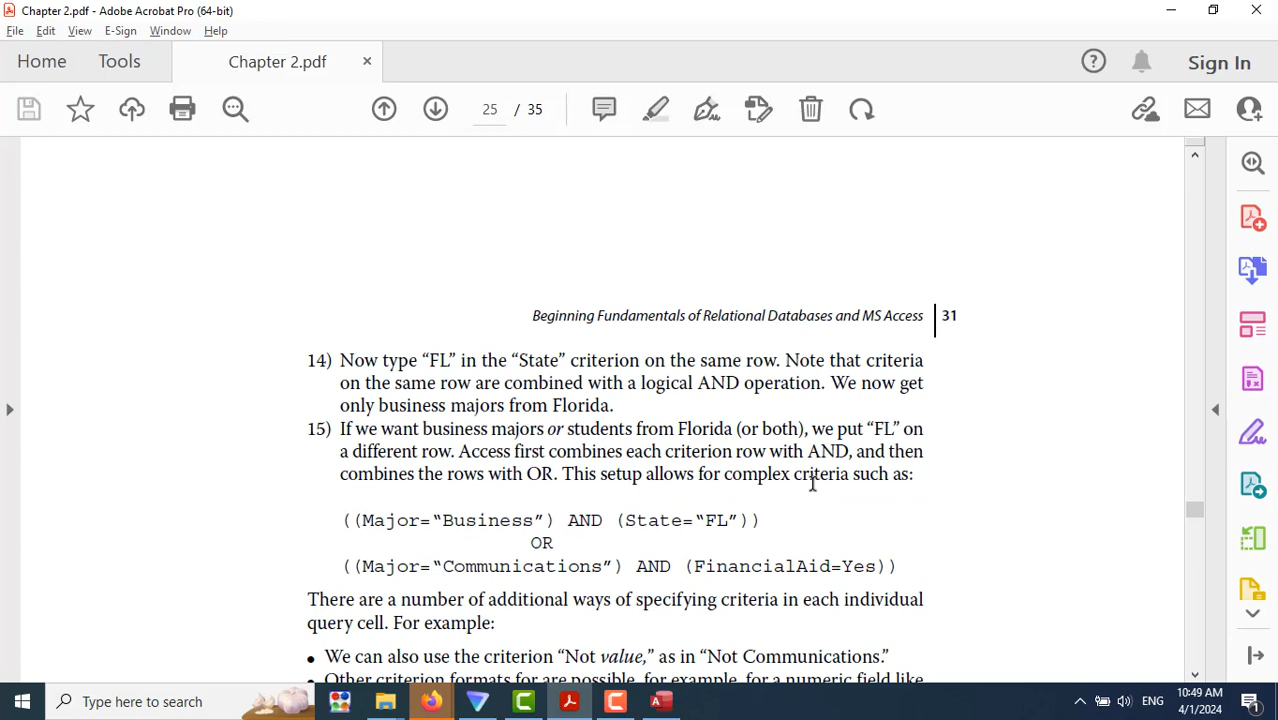 Chapter 2.pdf - Adobe Acrobat Pro (64-bit)
File Edit View E-Sign Window Help
Home Tools Chapter 2.pdf × Sign In
25 / 35
Beginning Fundamentals of Relational Databases and MS Access 31
14) Now type “FL” in the “State” criterion on the same row. Note that criteria
on the same row are combined with a logical AND operation. We now get
only business majors from Florida.
15) If we want business majors or students from Florida (or both), we put “FL” on
a different row. Access first combines each criterion row with AND, and then
combines the rows with OR. This setup allows for complex criteria such as:
((Major=“Business”) AND (State=“FL”))
OR
((Major=“Communications”) AND (FinancialAid=Yes))
There are a number of additional ways of specifying criteria in each individual
query cell. For example:
• We can also use the criterion “Not value,” as in “Not Communications.”
• Other criterion formats for are possible, for example, for a numeric field like
Type here to search
ENG
10:49 AM
4/1/2024
1